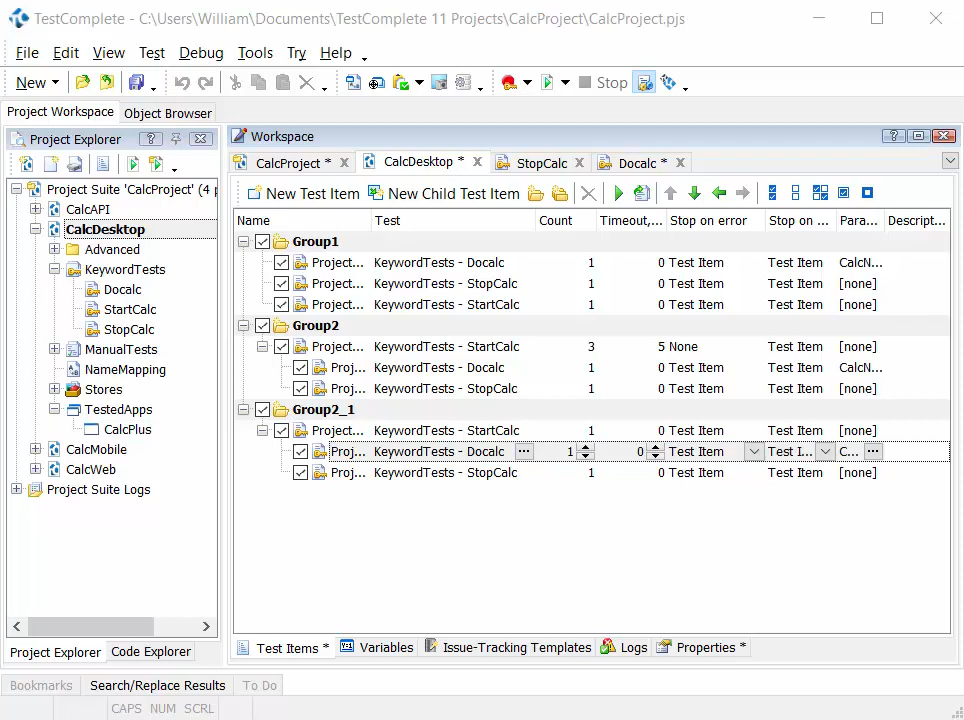 TestComplete - C:\Users\William\Documents\TestComplete 11 Projects\CalcProject\CalcProject.pjs
File Edit View Test Debug Tools Try Help
New Stop
Project Workspace Object Browser
Project Explorer
Project Suite 'CalcProject' (4 p
CalcAPI
CalcDesktop
Advanced
KeywordTests
Docalc
StartCalc
StopCalc
ManualTests
NameMapping
Stores
TestedApps
CalcPlus
CalcMobile
CalcWeb
Project Suite Logs
Project Explorer Code Explorer
Workspace
CalcProject * CalcDesktop * StopCalc Docalc *
New Test Item New Child Test Item
Name Test Count Timeout,... Stop on error Stop on ... Para... Descript...
Group1
Project... KeywordTests - Docalc 1 0 Test Item Test Item CalcN...
Project... KeywordTests - StopCalc 1 0 Test Item Test Item [none]
Project... KeywordTests - StartCalc 1 0 Test Item Test Item [none]
Group2
Project... KeywordTests - StartCalc 3 5 None Test Item [none]
Proj... KeywordTests - Docalc 1 0 Test Item Test Item CalcN...
Proj... KeywordTests - StopCalc 1 0 Test Item Test Item [none]
Group2_1
Project... KeywordTests - StartCalc 1 0 Test Item Test Item [none]
Proj... KeywordTests - Docalc ... 1 0 Test Item Test I... C... ...
Proj... KeywordTests - StopCalc 1 0 Test Item Test Item [none]
Test Items * Variables Issue-Tracking Templates Logs Properties *
Bookmarks Search/Replace Results To Do
CAPS NUM SCRL